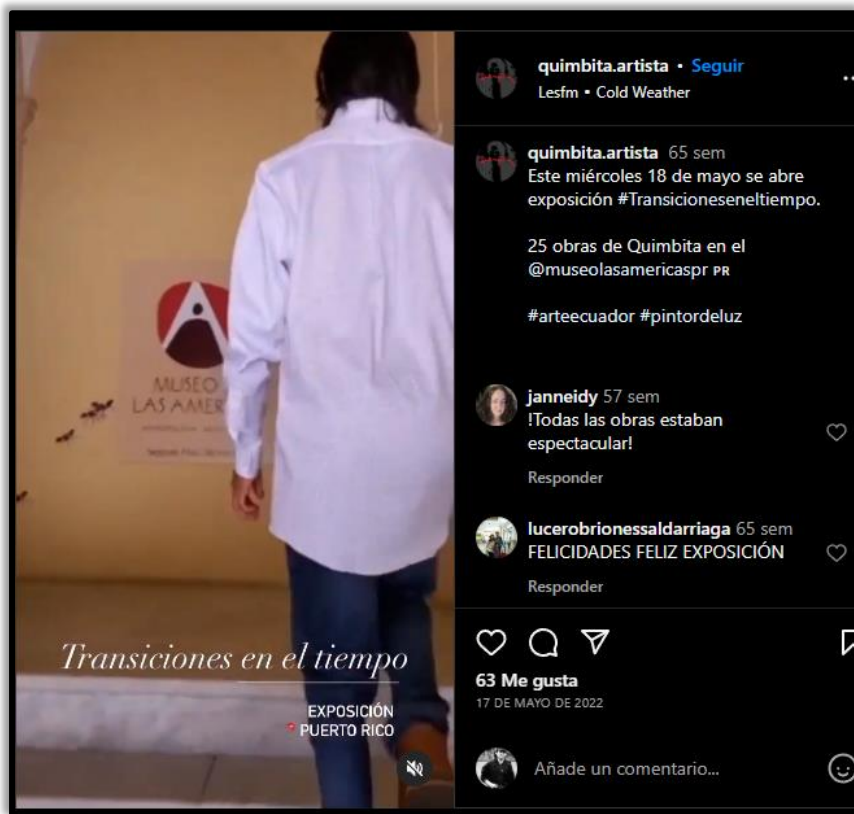 MUSEO
LAS AMER
Transiciones en el tiempo
EXPOSICIÓN
PUERTO RICO
quimbita.artista • Seguir
Lesfm • Cold Weather
quimbita.artista 65 sem
Este miércoles 18 de mayo se abre
exposición #Transicioneseneltiempo.
25 obras de Quimbita en el
@museolasamericaspr PR
#arteecuador #pintordeluz
janneidy 57 sem
!Todas las obras estaban
espectacular!
Responder
lucerobrionessaldarriaga 65 sem
FELICIDADES FELIZ EXPOSICIÓN
Responder
63 Me gusta
17 DE MAYO DE 2022
Añade un comentario...